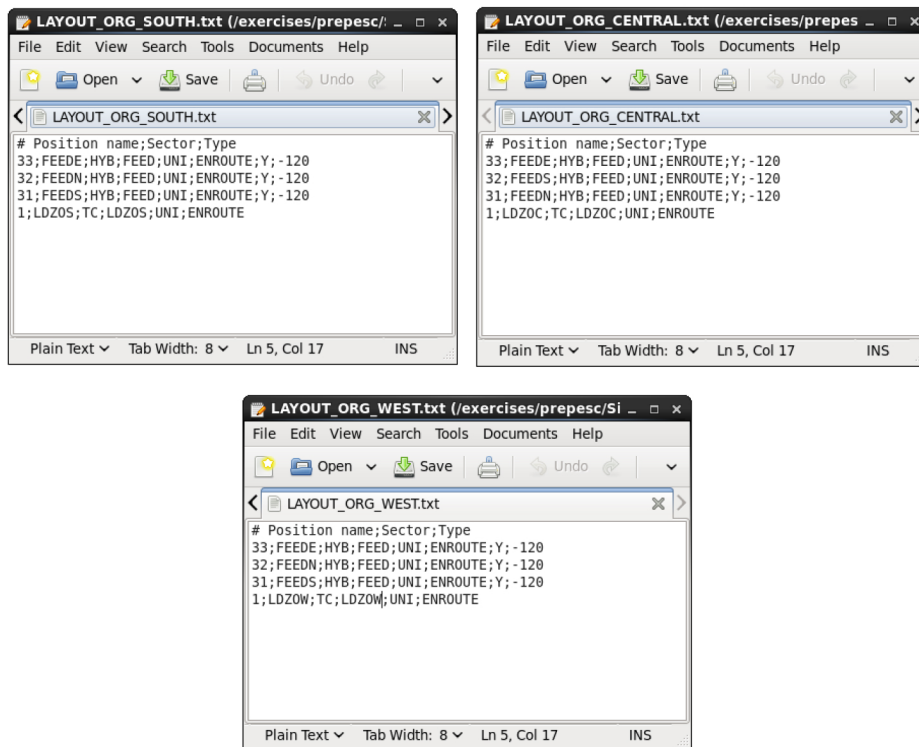 LAYOUT_ORG_SOUTH.txt (/exercises/prepesc/
File Edit View Search Tools Documents Help
Open Save Undo
LAYOUT_ORG_SOUTH.txt
# Position name;Sector;Type
33;FEEDE;HYB;FEED;UNI;ENROUTE;Y;-120
32;FEEDN;HYB;FEED;UNI;ENROUTE;Y;-120
31;FEEDS;HYB;FEED;UNI;ENROUTE;Y;-120
1;LDZOS;TC;LDZOS;UNI;ENROUTE
Plain Text Tab Width: 8 Ln 5, Col 17 INS
LAYOUT_ORG_CENTRAL.txt (/exercises/prepes
File Edit View Search Tools Documents Help
Open Save Undo
LAYOUT_ORG_CENTRAL.txt
# Position name;Sector;Type
33;FEEDE;HYB;FEED;UNI;ENROUTE;Y;-120
32;FEEDS;HYB;FEED;UNI;ENROUTE;Y;-120
31;FEEDN;HYB;FEED;UNI;ENROUTE;Y;-120
1;LDZOC;TC;LDZOC;UNI;ENROUTE
Plain Text Tab Width: 8 Ln 5, Col 17 INS
LAYOUT_ORG_WEST.txt (/exercises/prepesc/Si
File Edit View Search Tools Documents Help
Open Save Undo
LAYOUT_ORG_WEST.txt
# Position name;Sector;Type
33;FEEDE;HYB;FEED;UNI;ENROUTE;Y;-120
32;FEEDN;HYB;FEED;UNI;ENROUTE;Y;-120
31;FEEDS;HYB;FEED;UNI;ENROUTE;Y;-120
1;LDZOW;TC;LDZOW;UNI;ENROUTE
Plain Text Tab Width: 8 Ln 5, Col 17 INS